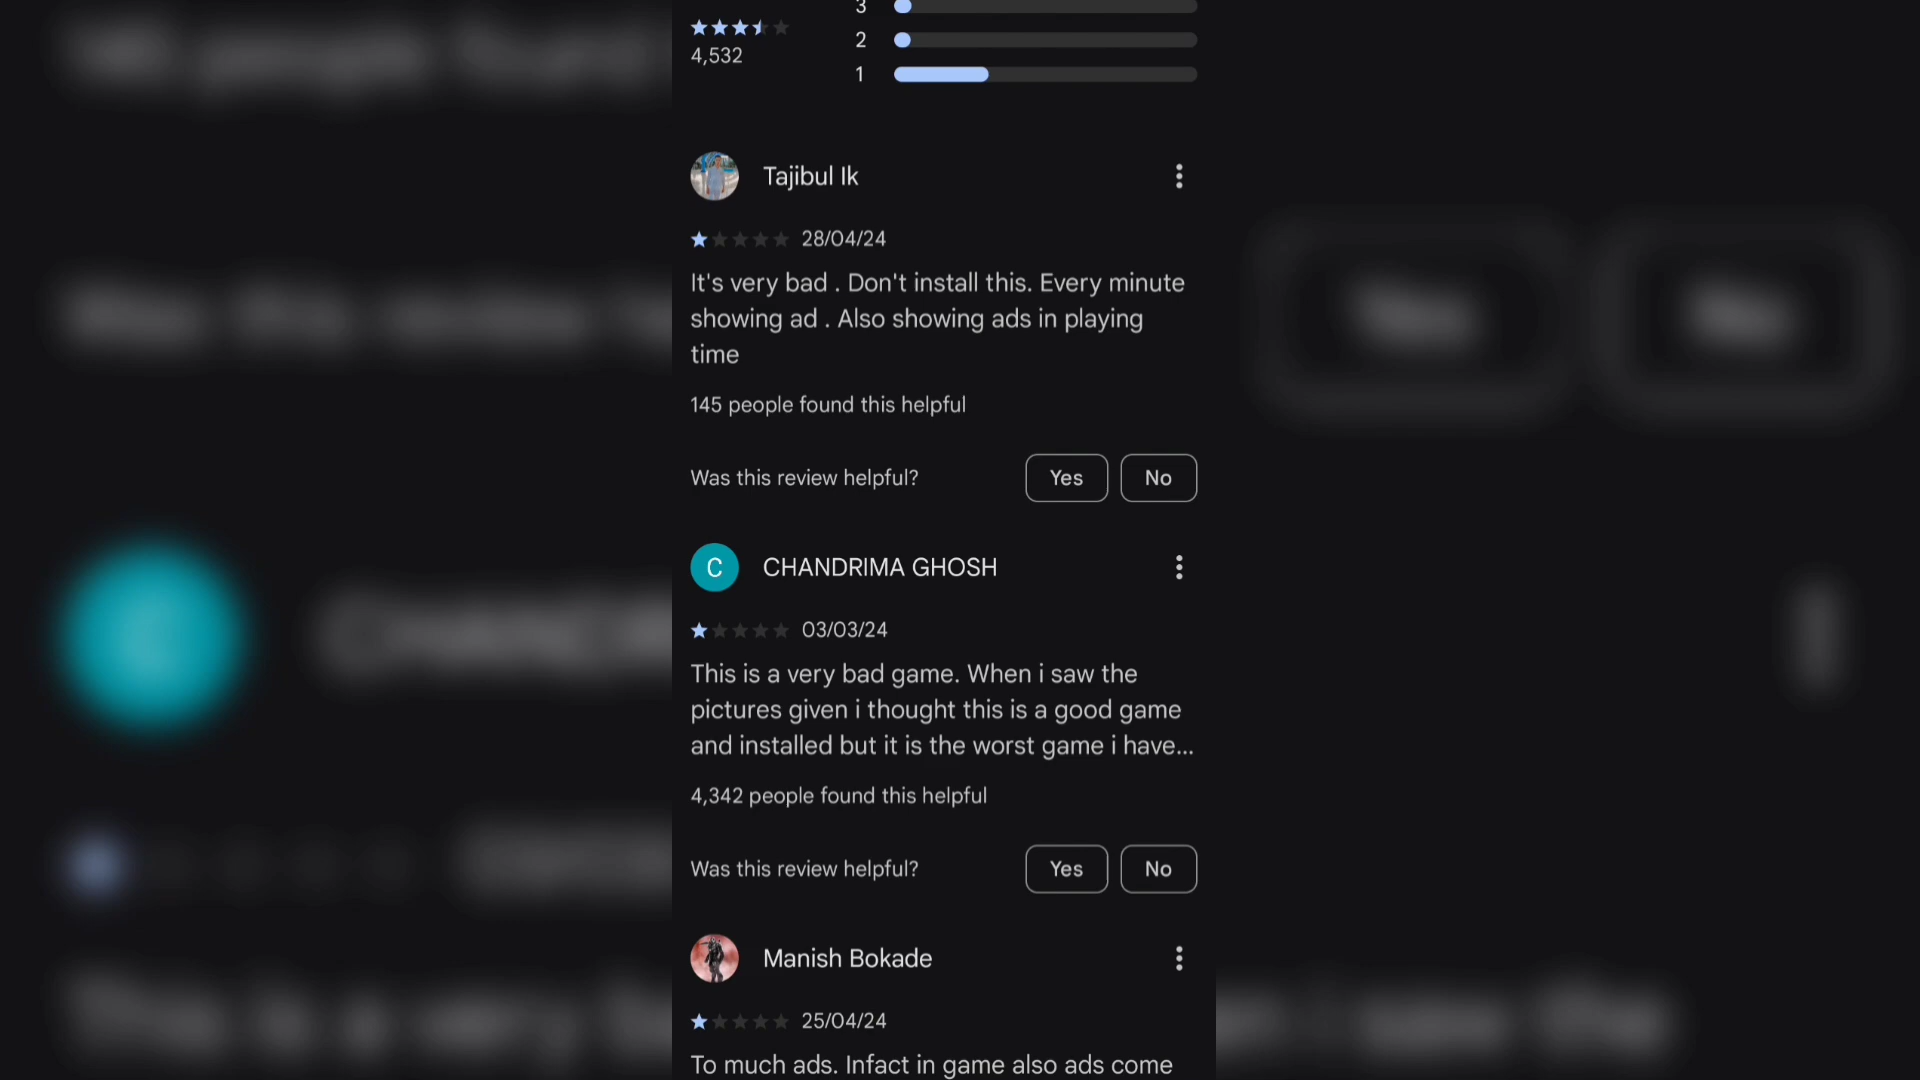 3
4,532
2
1
Tajibul Ik
28/04/24
It's very bad . Don't install this. Every minute
showing ad . Also showing ads in playing
time
145 people found this helpful
Was this review helpful? Yes No
C CHANDRIMA GHOSH
03/03/24
This is a very bad game. When i saw the
pictures given i thought this is a good game
and installed but it is the worst game i have...
4,342 people found this helpful
Was this review helpful? Yes No
Manish Bokade
25/04/24
To much ads. Infact in game also ads come